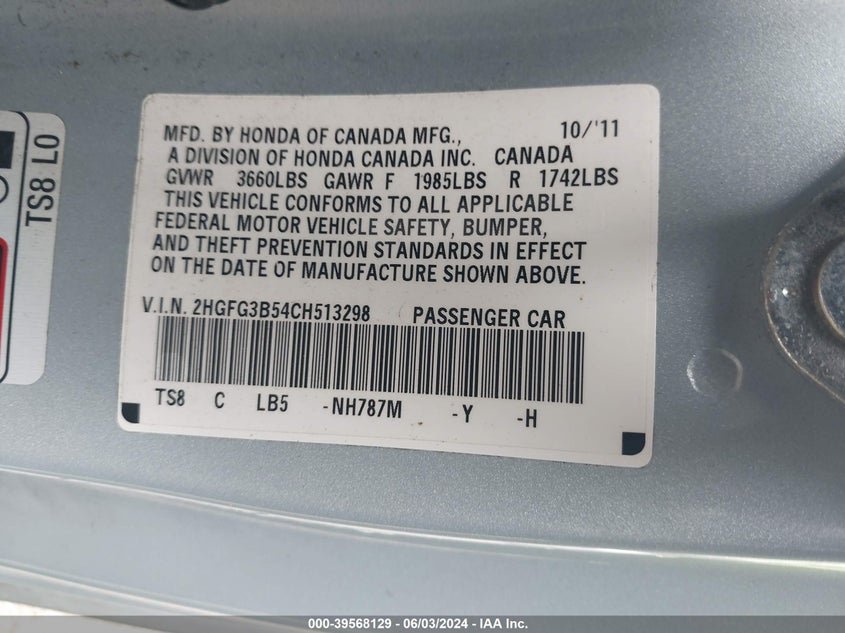 MFD. BY HONDA OF CANADA MFG., 10/'11
A DIVISION OF HONDA CANADA INC. CANADA
GVWR 3660LBS GAWR F 1985LBS R 1742LBS
THIS VEHICLE CONFORMS TO ALL APPLICABLE
FEDERAL MOTOR VEHICLE SAFETY, BUMPER,
AND THEFT PREVENTION STANDARDS IN EFFECT
ON THE DATE OF MANUFACTURE SHOWN ABOVE.
V.I.N. 2HGFG3B54CH513298 PASSENGER CAR
TS8 C LB5 -NH787M -Y -H
TS8 L0
000-39568129 - 06/03/2024 - IAA Inc.